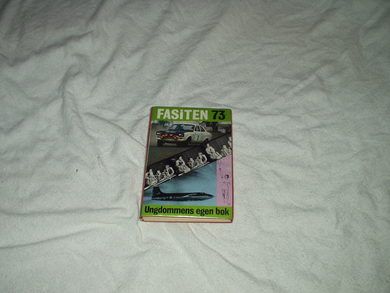 FASITEN 73
Ungdommens egen bok